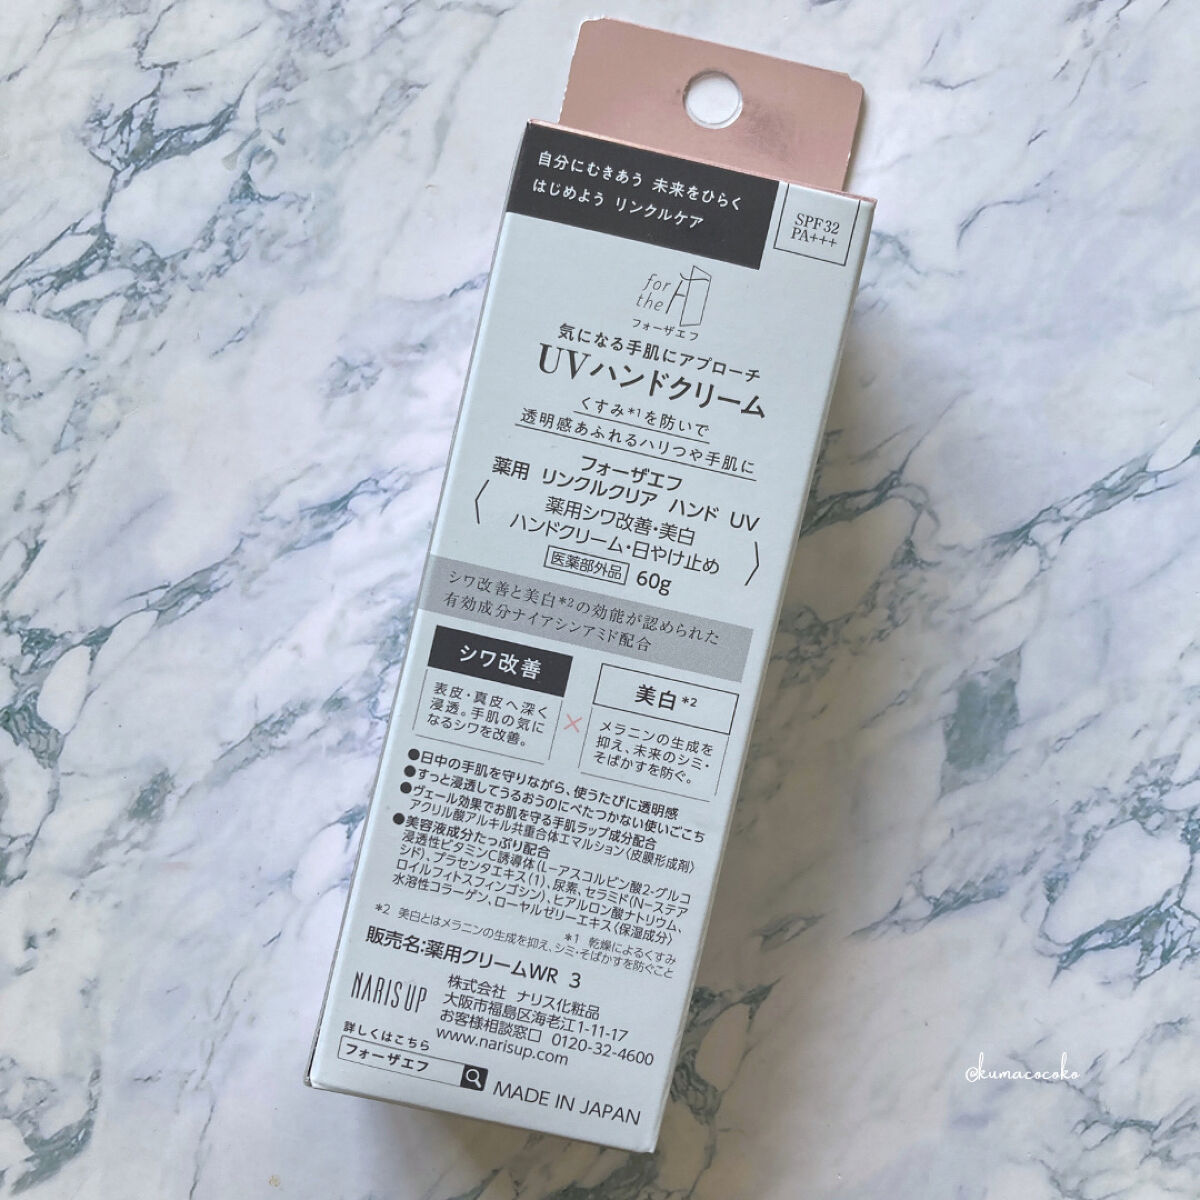 自分にむきあう 未来をひらく
はじめよう リンクルケア
SPF32
PA+++
for
the F
フォーザエフ
気になる手肌にアプローチ
UVハンドクリーム
くすみ*1を防いで
透明感あふれるハリつや手肌に
フォーザエフ
薬用 リンクルクリア ハンド UV
薬用シワ改善・美白
ハンドクリーム・日やけ止め
医薬部外品 60g
シワ改善と美白*2の効能が認められた
有効成分ナイアシンアミド配合
シワ改善
表皮・真皮へ深く
浸透。手肌の気に
なるシワを改善。
×
美白*2
メラニンの生成を
抑え、未来のシミ・
そばかすを防ぐ。
●日中の手肌を守りながら、使うたびに透明感
●すっと浸透してうるおうのにべたつかない使いごこち
●ヴェール効果でお肌を守る手肌ラップ成分配合
アクリル酸アルキル共重合体エマルション〈皮膜形成剤〉
●美容液成分たっぷり配合
浸透性ビタミンC誘導体(L-アスコルビン酸2-グルコ
シド)、プラセンタエキス(1)、尿素、セラミド(N-ステア
ロイルフィトスフィンゴシン)、ヒアルロン酸ナトリウム、
水溶性コラーゲン、ローヤルゼリーエキス〈保湿成分〉
*1 乾燥によるくすみ
*2 美白とはメラニンの生成を抑え、シミ・そばかすを防ぐこと
販売名:薬用クリームWR 3
NARIS UP
株式会社 ナリス化粧品
大阪市福島区海老江1-11-17
お客様相談窓口 0120-32-4600
www.narisup.com
詳しくはこちら
フォーザエフ
MADE IN JAPAN
@kumacocoko